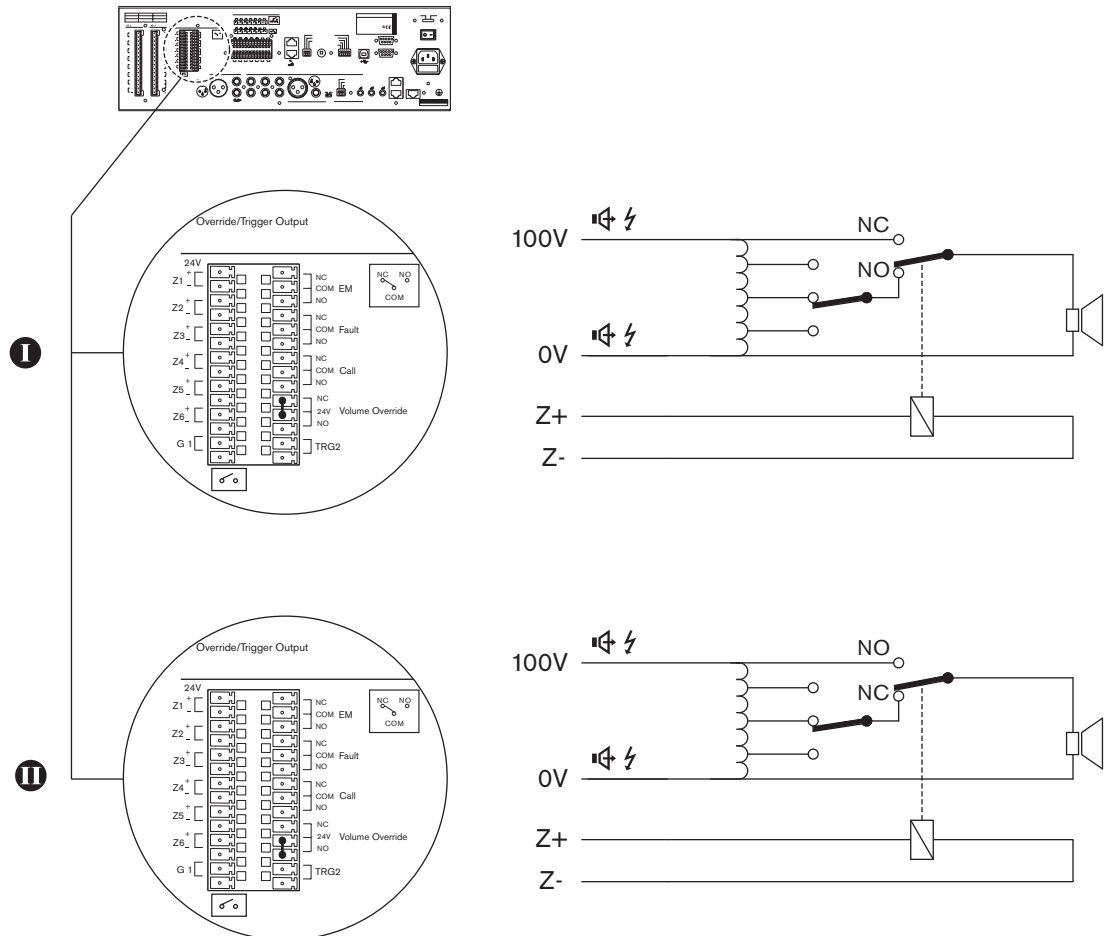 I
Override/Trigger Output
24V
Z1 + -
Z2 + -
Z3 + -
Z4 + -
Z5 + -
Z6 + -
G 1
NC
COM EM
NO
NC
COM Fault
NO
NC
COM Call
NO
NC
24V Volume Override
NO
TRG2
NC NO
COM
100V
NC
NO
0V
Z+
Z-
II
Override/Trigger Output
24V
Z1 + -
Z2 + -
Z3 + -
Z4 + -
Z5 + -
Z6 + -
G 1
NC
COM EM
NO
NC
COM Fault
NO
NC
COM Call
NO
NC
24V Volume Override
NO
TRG2
NC NO
COM
100V
NO
NC
0V
Z+
Z-